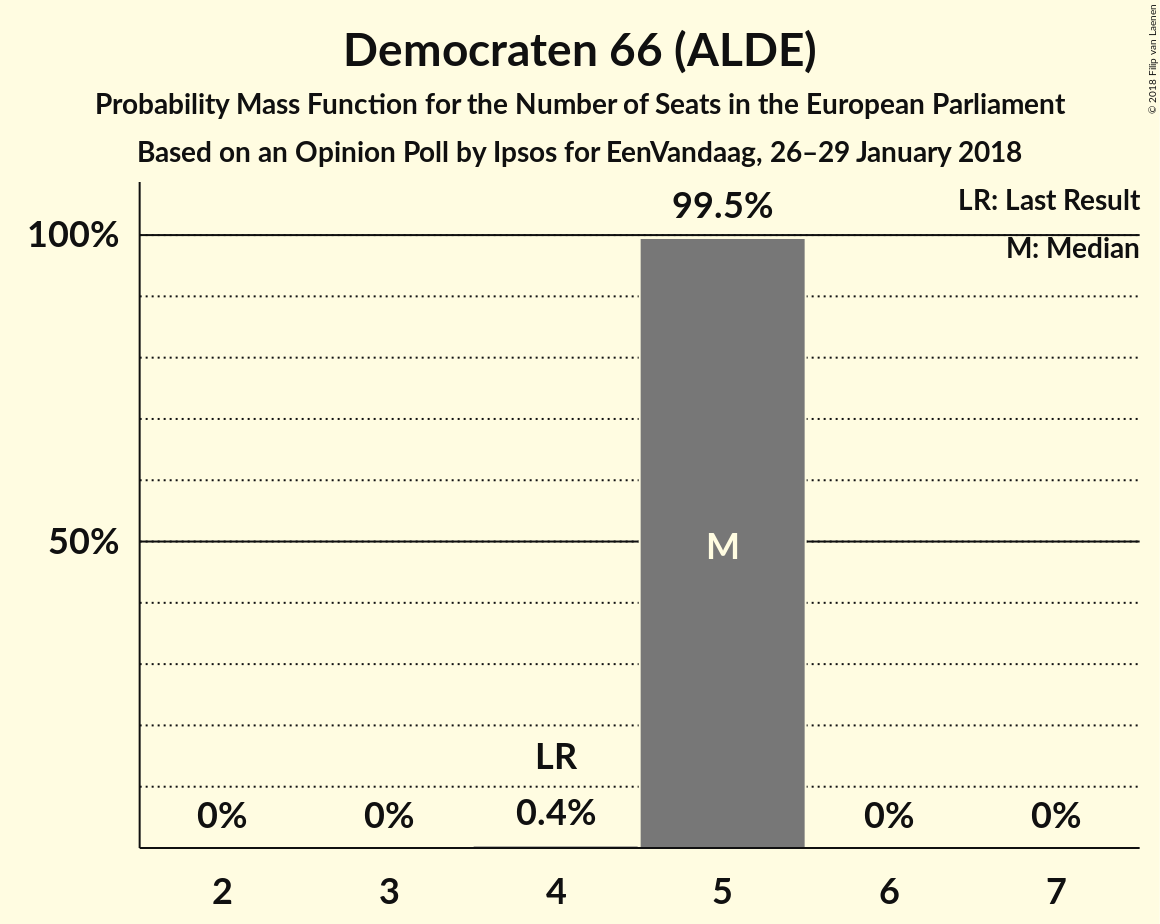 Democraten 66 (ALDE)
Probability Mass Function for the Number of Seats in the European Parliament
Based on an Opinion Poll by Ipsos for EenVandaag, 26–29 January 2018
© 2018 Filip van Laenen
LR: Last Result
M: Median
99.5%
100%
50%
M
LR
0% 0% 0.4% 0% 0%
2 3 4 5 6 7